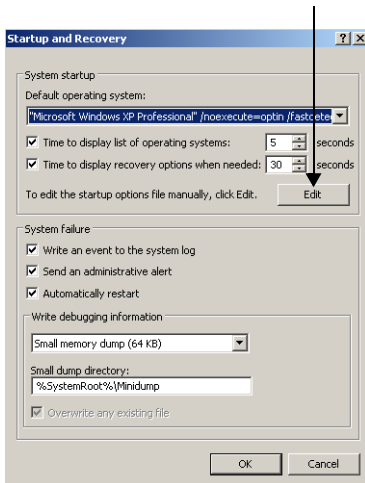 Startup and Recovery
System startup
Default operating system:
"Microsoft Windows XP Professional" /noexecute=optin /fastdete
Time to display list of operating systems: 5 seconds
Time to display recovery options when needed: 30 seconds
To edit the startup options file manually, click Edit. Edit
System failure
Write an event to the system log
Send an administrative alert
Automatically restart
Write debugging information
Small memory dump (64 KB)
Small dump directory:
%SystemRoot%\Minidump
Overwrite any existing file
OK Cancel